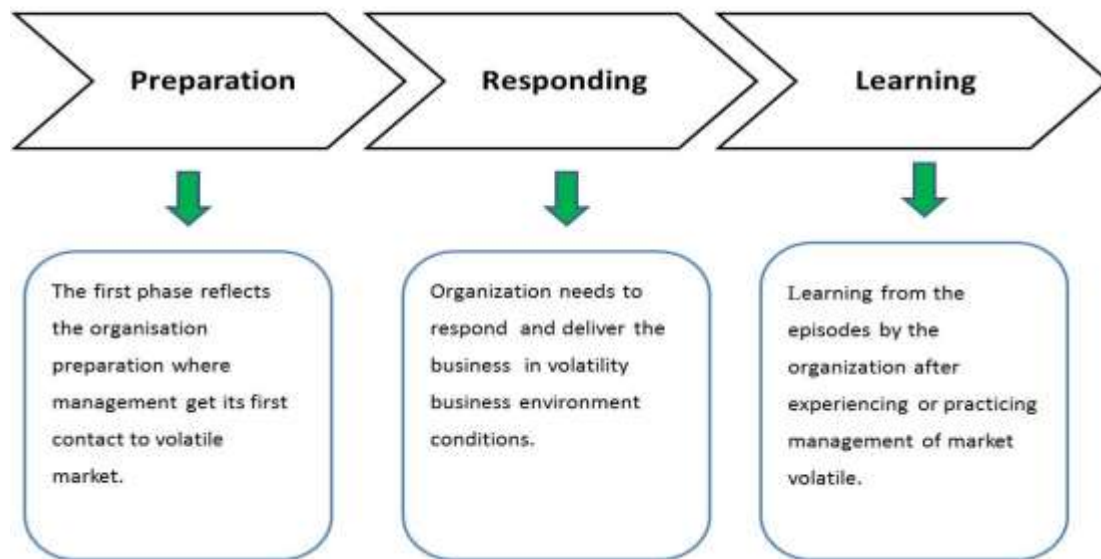 Preparation
Responding
Learning
The first phase reflects
the organisation
preparation where
management get its first
contact to volatile
market.
Organization needs to
respond and deliver the
business in volatility
business environment
conditions.
Learning from the
episodes by the
organization after
experiencing or practicing
management of market
volatile.